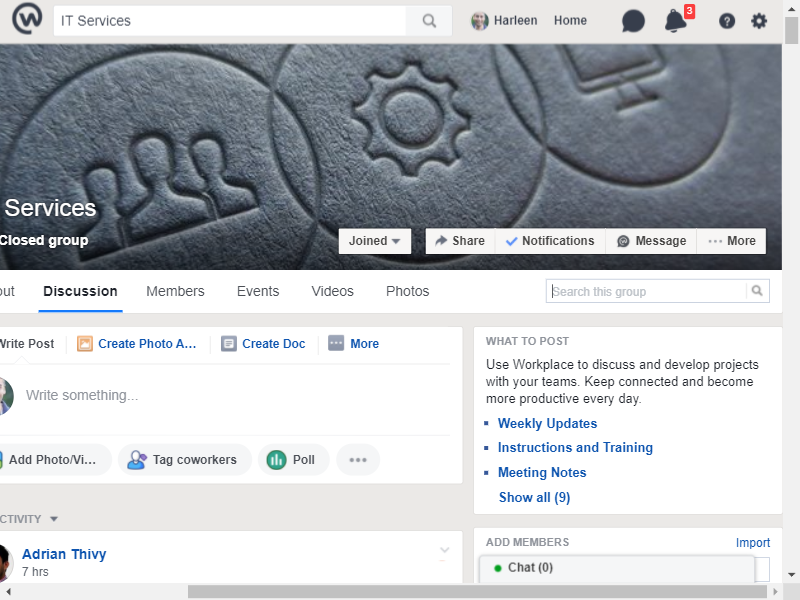 IT Services
Harleen
Home
3
Services
Closed group
Joined
Share
Notifications
Message
More
out
Discussion
Members
Events
Videos
Photos
Search this group
Write Post
Create Photo A...
Create Doc
More
Write something...
Add Photo/Vi...
Tag coworkers
Poll
CTIVITY
Adrian Thivy
7 hrs
WHAT TO POST
Use Workplace to discuss and develop projects
with your teams. Keep connected and become
more productive every day.
Weekly Updates
Instructions and Training
Meeting Notes
Show all (9)
ADD MEMBERS
Import
Chat (0)